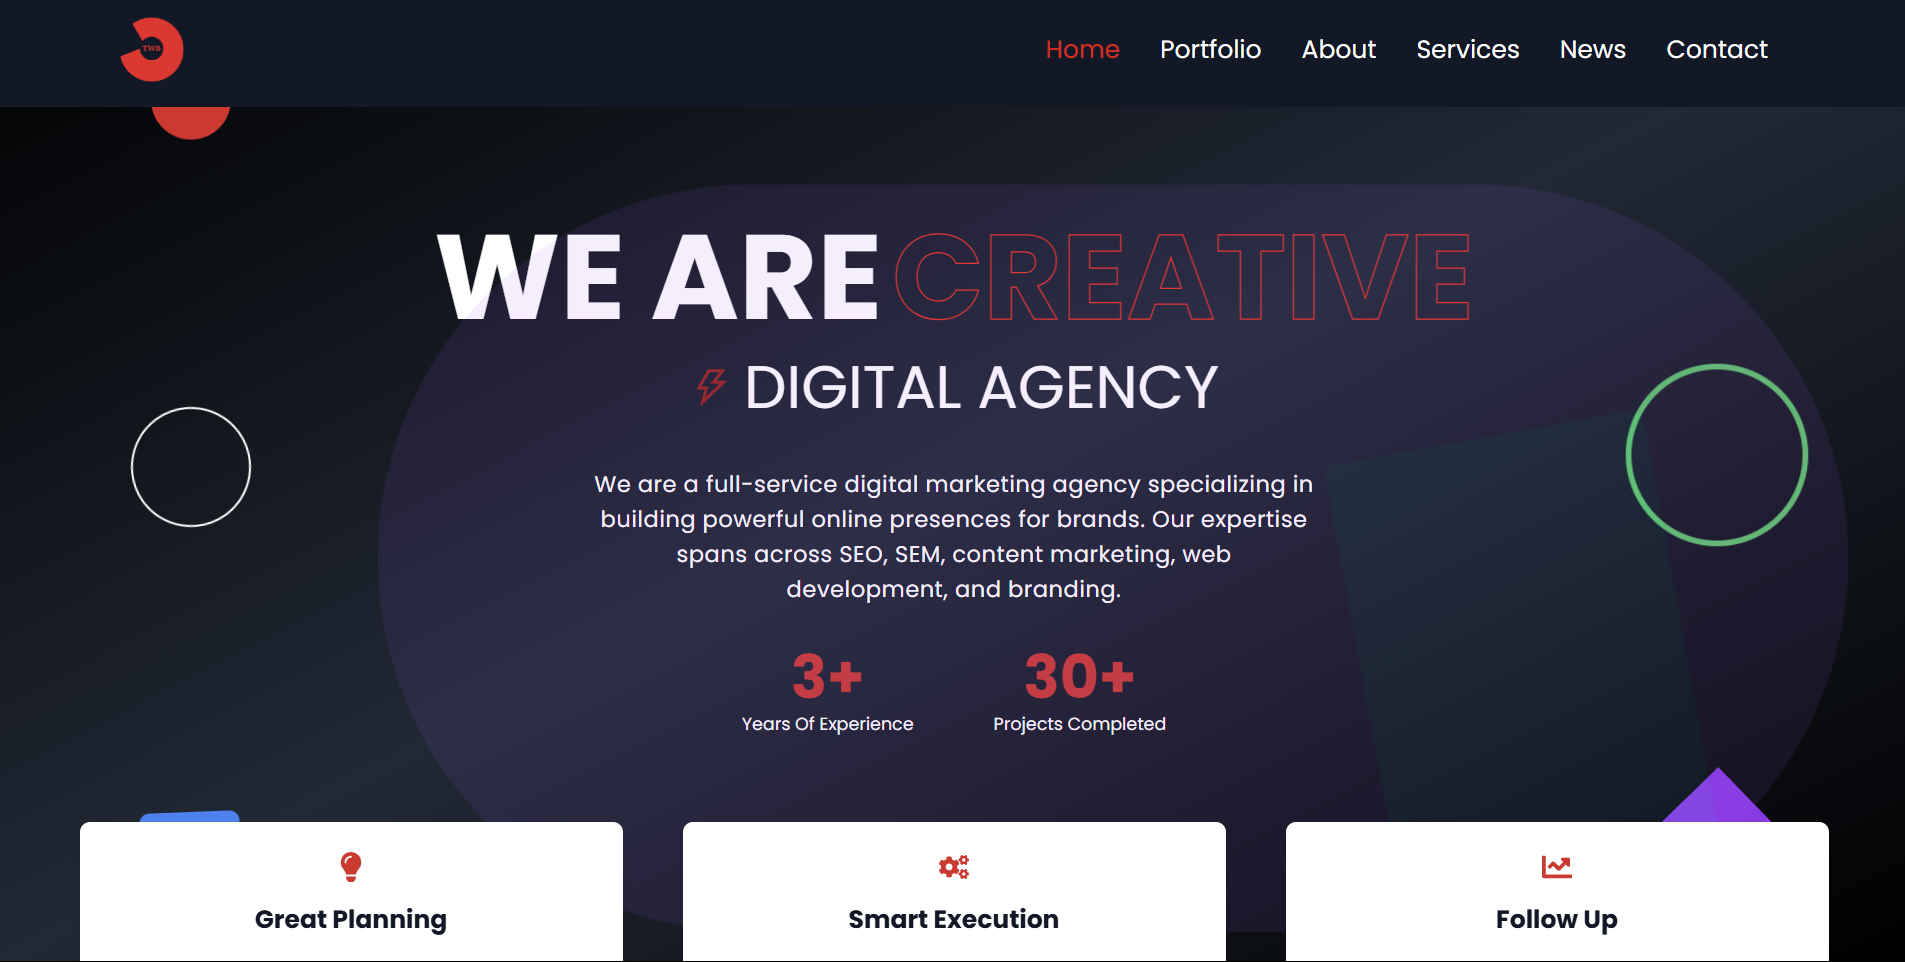 TWB
Home Portfolio About Services News Contact
WE ARE CREATIVE
DIGITAL AGENCY
We are a full-service digital marketing agency specializing in
building powerful online presences for brands. Our expertise
spans across SEO, SEM, content marketing, web
development, and branding.
3+ 30+
Years Of Experience Projects Completed
Great Planning Smart Execution Follow Up